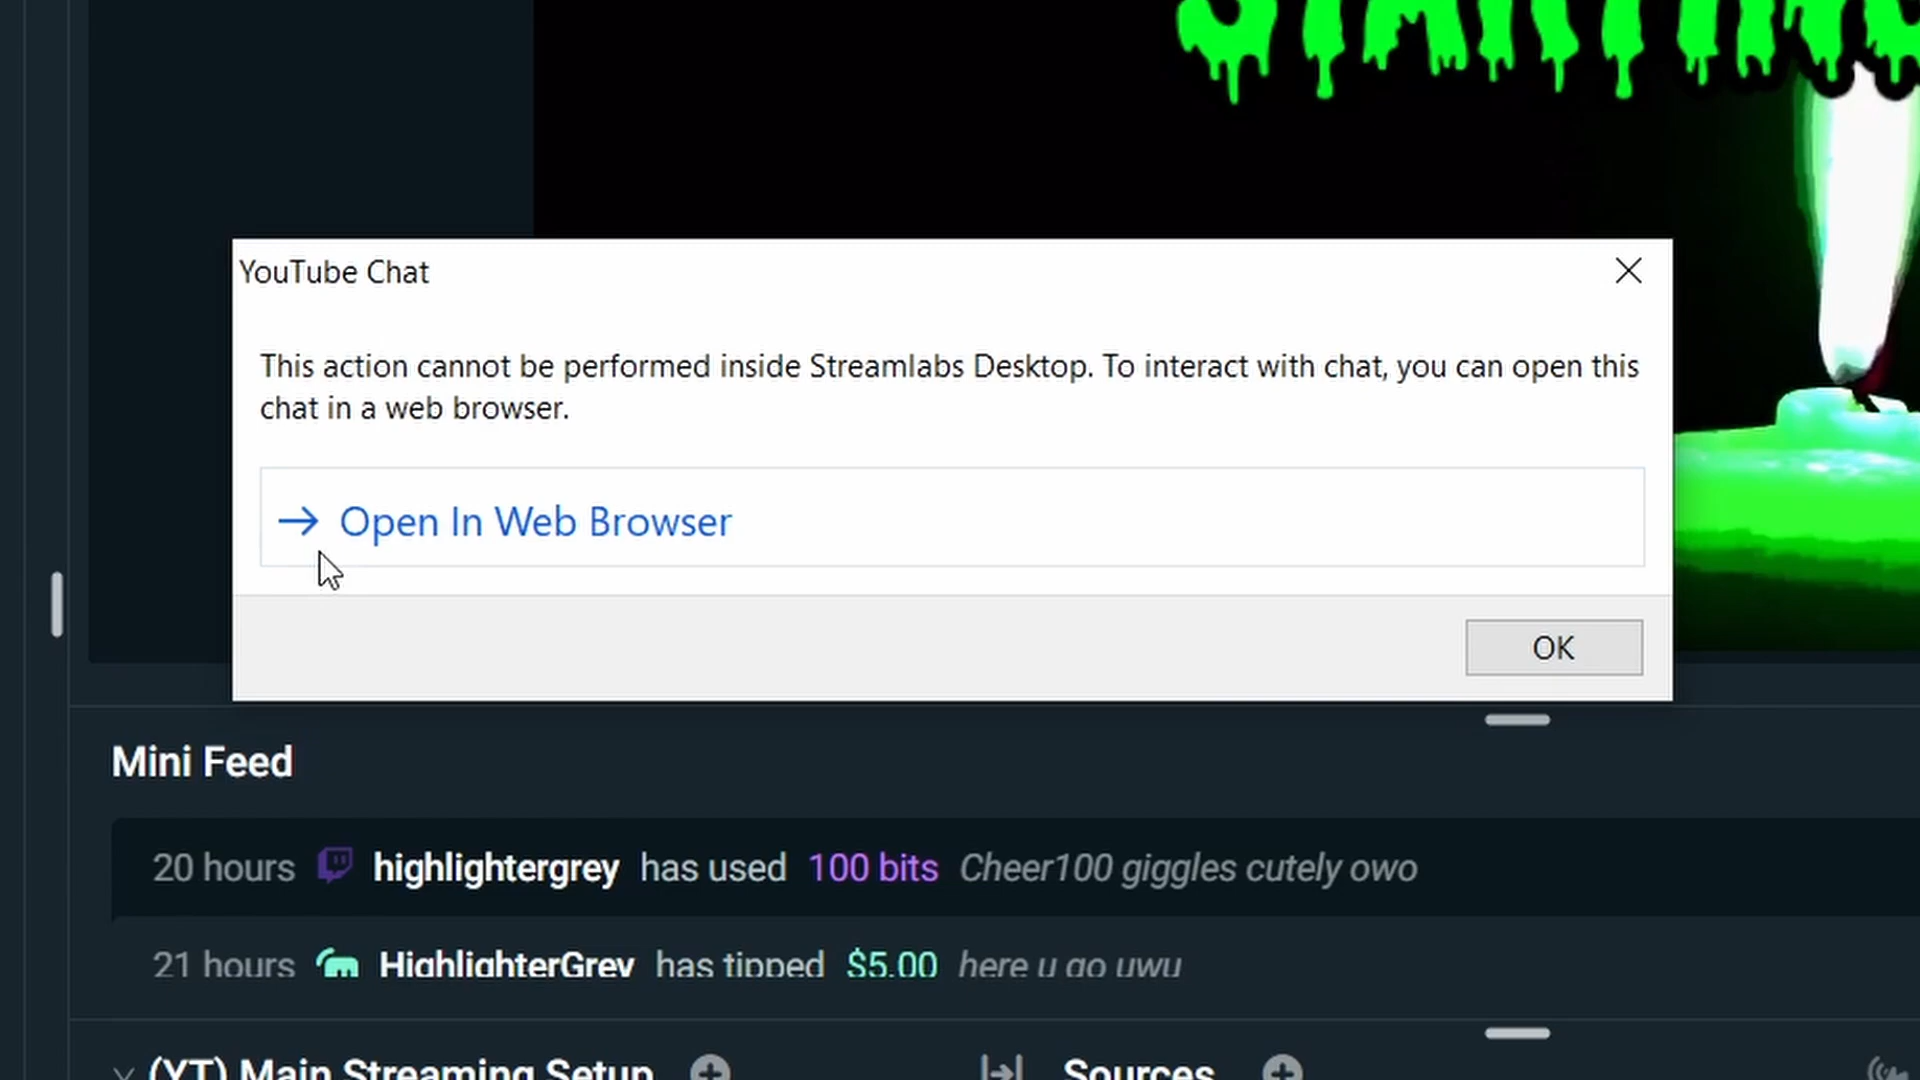 STARTING
YouTube Chat
This action cannot be performed inside Streamlabs Desktop. To interact with chat, you can open this
chat in a web browser.
Open In Web Browser
OK
Mini Feed
20 hours highlightergrey has used 100 bits Cheer100 giggles cutely owo
21 hours HighlighterGrey has tipped $5.00 here u go uwu
(YT) Main Streaming Setup
Sources